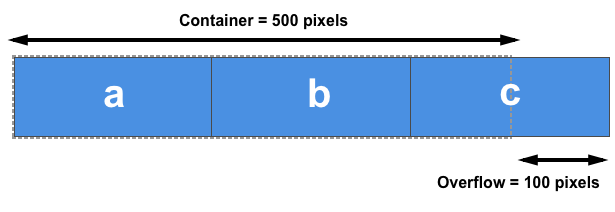 Container = 500 pixels
a b c
Overflow = 100 pixels